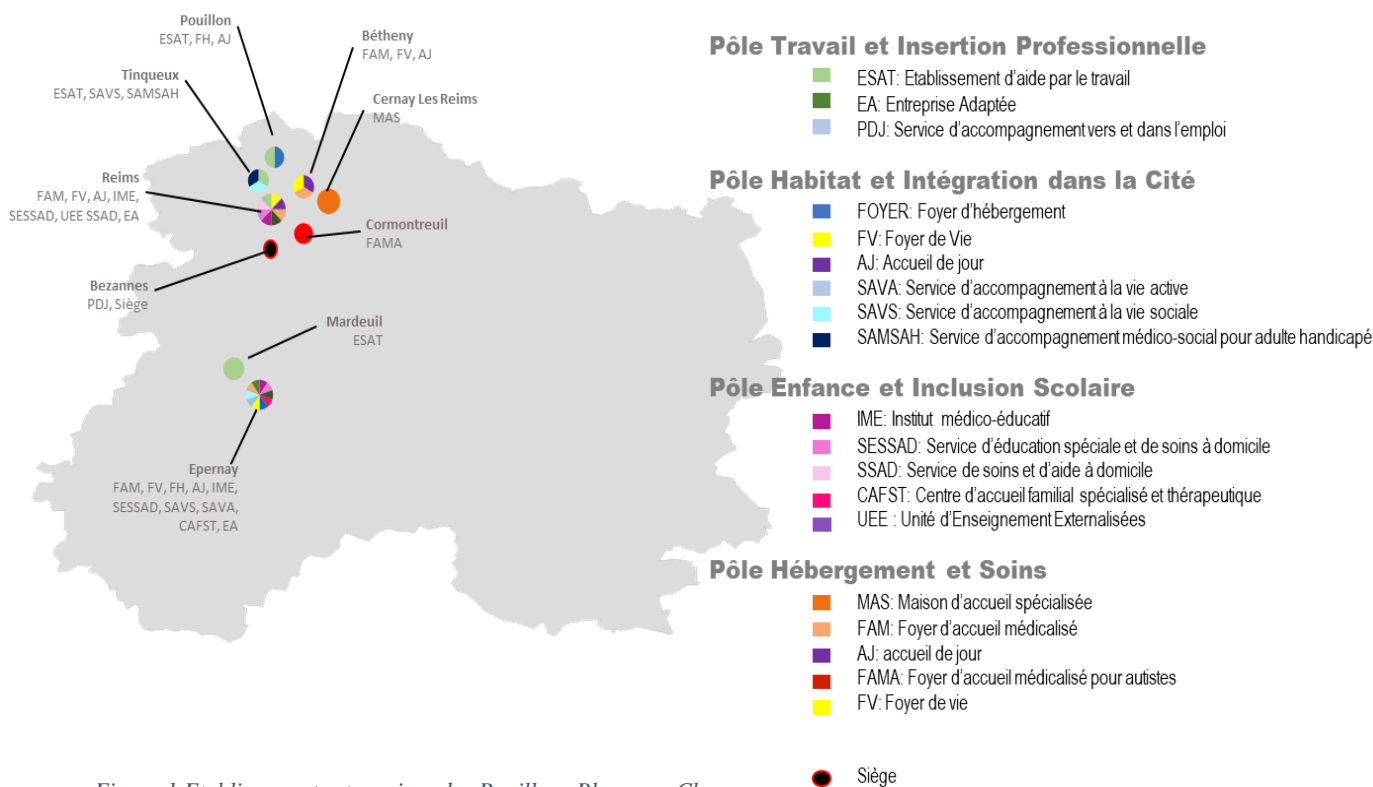 Pouillon
ESAT, FH, AJ
Bétheny
FAM, FV, AJ
Tinqueux
ESAT, SAVS, SAMSAH
Cernay Les Reims
MAS
Reims
FAM, FV, AJ, IME,
SESSAD, UEE SSAD, EA
Cormontreuil
FAMA
Bezannes
PDJ, Siège
Mardeuil
ESAT
Epernay
FAM, FV, FH, AJ, IME,
SESSAD, SAVS, SAVA,
CAFST, EA
Pôle Travail et Insertion Professionnelle
ESAT: Etablissement d'aide par le travail
EA: Entreprise Adaptée
PDJ: Service d'accompagnement vers et dans l'emploi
Pôle Habitat et Intégration dans la Cité
FOYER: Foyer d'hébergement
FV: Foyer de Vie
AJ: Accueil de jour
SAVA: Service d'accompagnement à la vie active
SAVS: Service d'accompagnement à la vie sociale
SAMSAH: Service d'accompagnement médico-social pour adulte handicapé
Pôle Enfance et Inclusion Scolaire
IME: Institut médico-éducatif
SESSAD: Service d'éducation spéciale et de soins à domicile
SSAD: Service de soins et d'aide à domicile
CAFST: Centre d'accueil familial spécialisé et thérapeutique
UEE : Unité d'Enseignement Externalisées
Pôle Hébergement et Soins
MAS: Maison d'accueil spécialisée
FAM: Foyer d'accueil médicalisé
AJ: accueil de jour
FAMA: Foyer d'accueil médicalisé pour autistes
FV: Foyer de vie
Siège